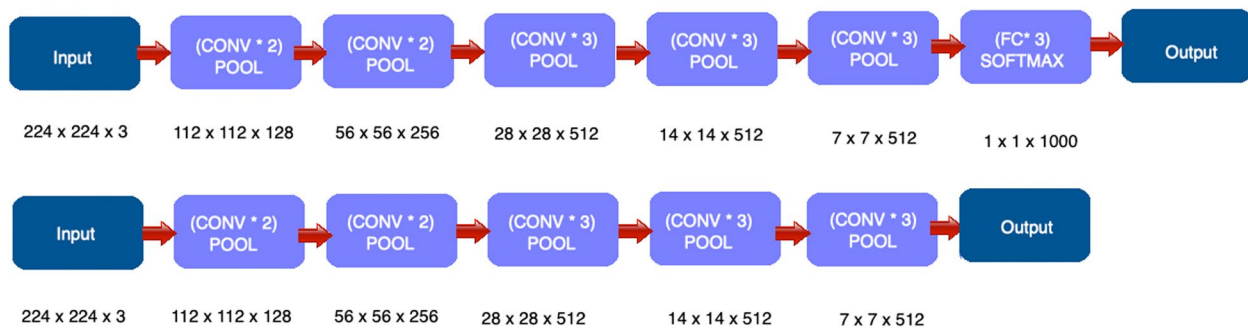 Input
(CONV * 2)
POOL
(CONV * 2)
POOL
(CONV * 3)
POOL
(CONV * 3)
POOL
(CONV * 3)
POOL
(FC* 3)
SOFTMAX
Output
224 x 224 x 3
112 x 112 x 128
56 x 56 x 256
28 x 28 x 512
14 x 14 x 512
7 x 7 x 512
1 x 1 x 1000
Input
(CONV * 2)
POOL
(CONV * 2)
POOL
(CONV * 3)
POOL
(CONV * 3)
POOL
(CONV * 3)
POOL
Output
224 x 224 x 3
112 x 112 x 128
56 x 56 x 256
28 x 28 x 512
14 x 14 x 512
7 x 7 x 512